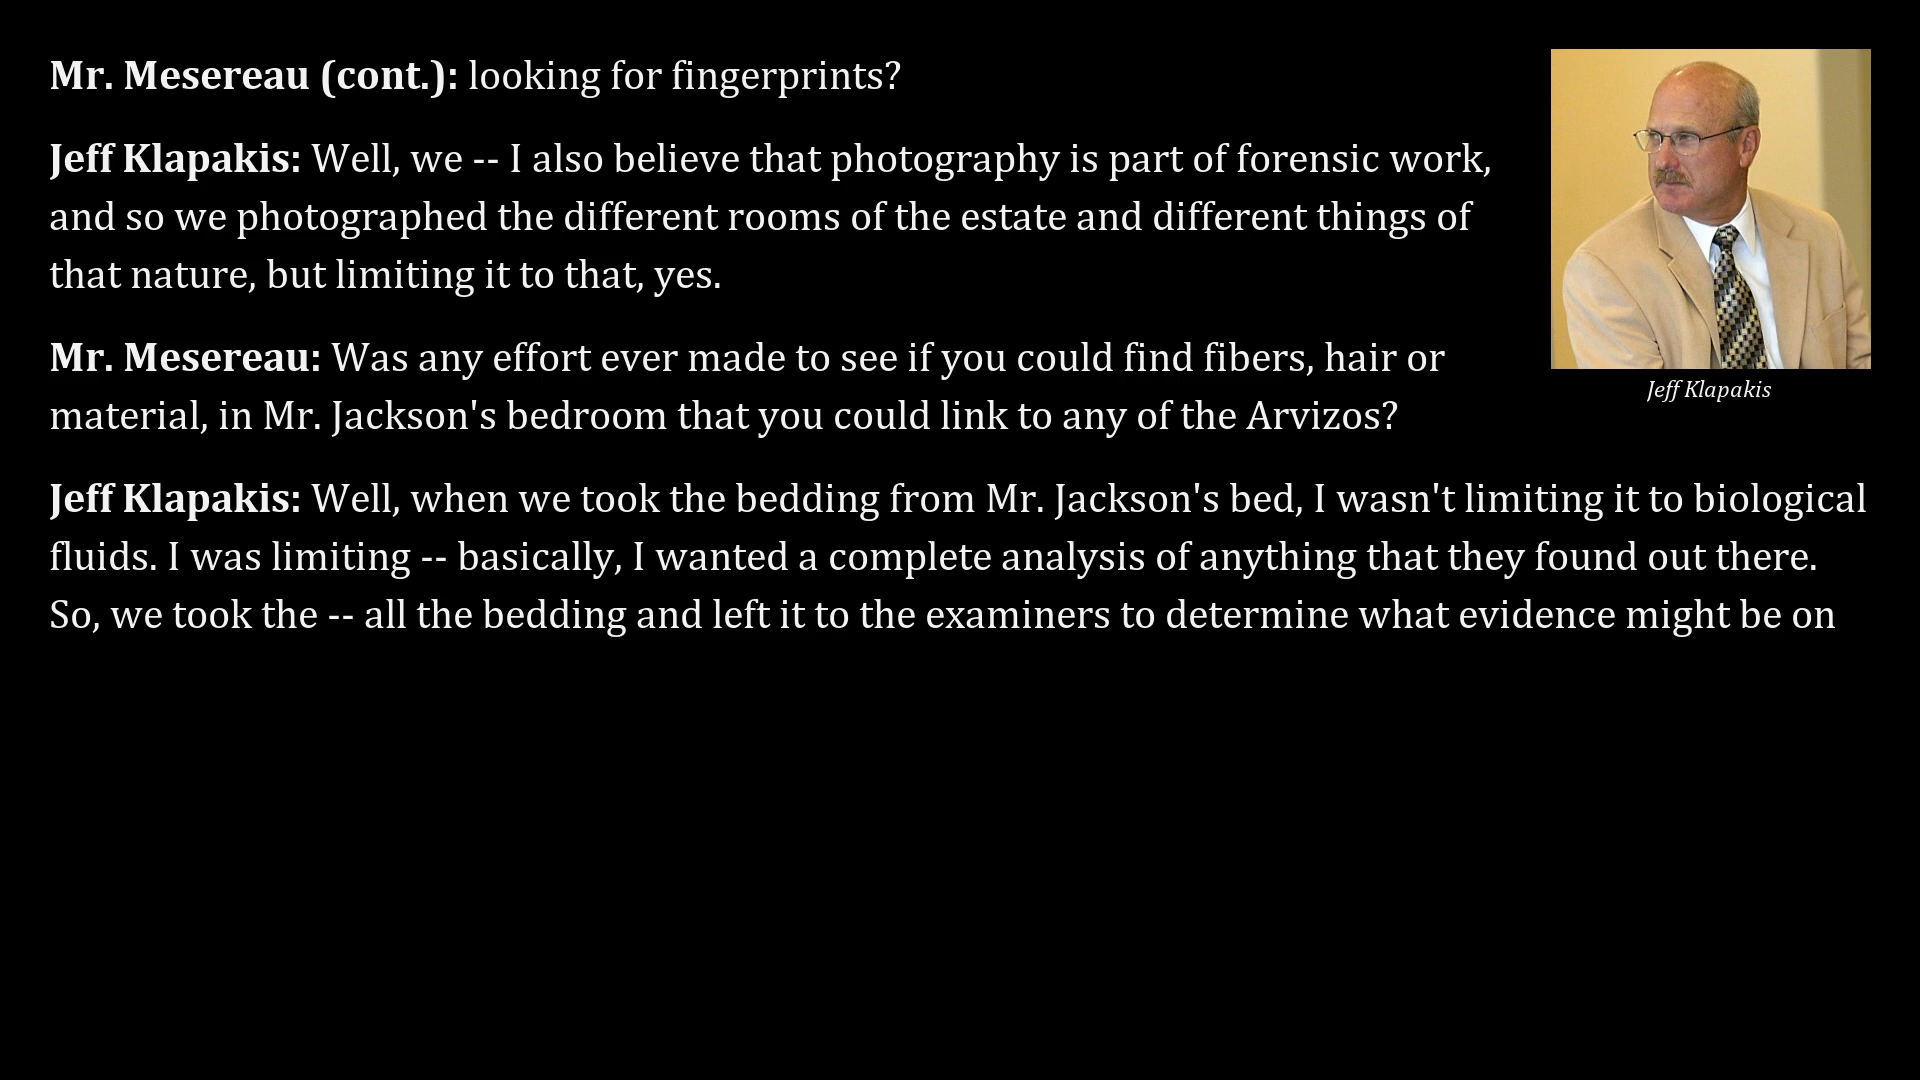 Mr. Mesereau (cont.): looking for fingerprints?
Jeff Klapakis: Well, we -- I also believe that photography is part of forensic work,
and so we photographed the different rooms of the estate and different things of
that nature, but limiting it to that, yes.
Mr. Mesereau: Was any effort ever made to see if you could find fibers, hair or
material, in Mr. Jackson's bedroom that you could link to any of the Arvizos?
Jeff Klapakis
Jeff Klapakis: Well, when we took the bedding from Mr. Jackson's bed, I wasn't limiting it to biological
fluids. I was limiting -- basically, I wanted a complete analysis of anything that they found out there.
So, we took the -- all the bedding and left it to the examiners to determine what evidence might be on